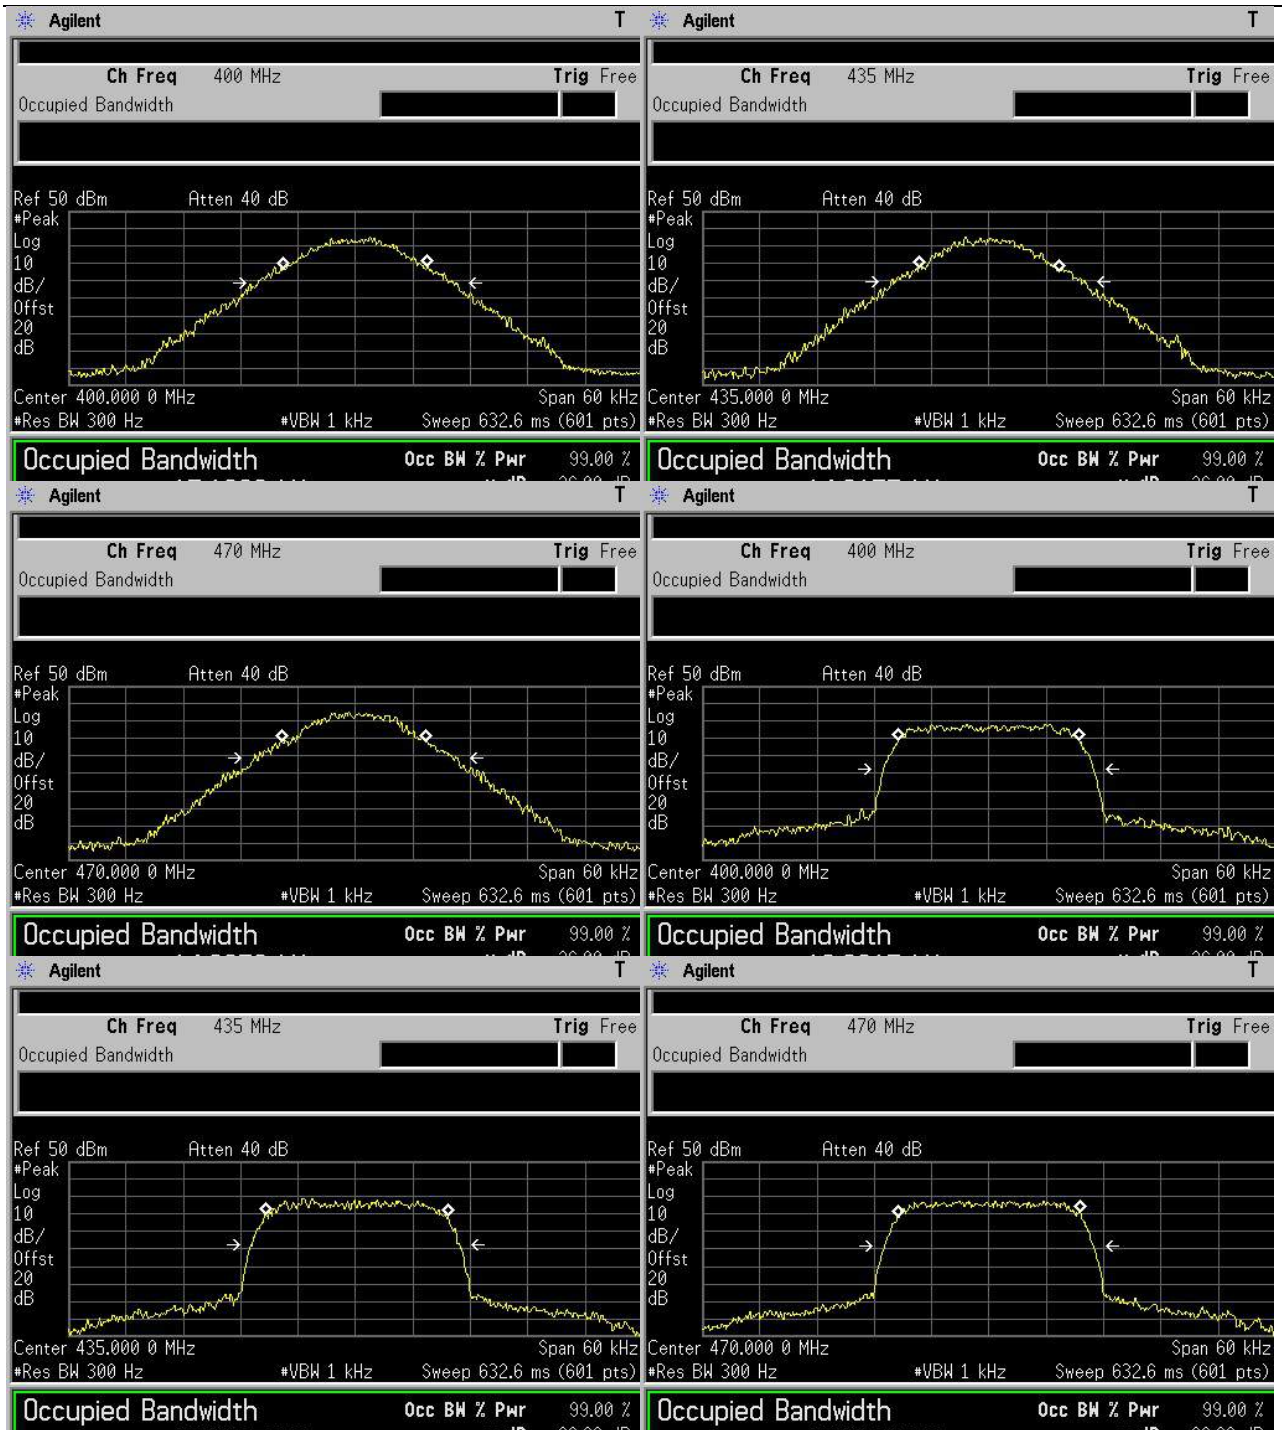 Agilent T
Ch Freq 400 MHz Trig Free
Occupied Bandwidth
Ref 50 dBm Atten 40 dB
#Peak
Log
10
dB/
Offst
20
dB
Center 400.000 0 MHz Span 60 kHz
#Res BW 300 Hz #VBW 1 kHz Sweep 632.6 ms (601 pts)
Occupied Bandwidth Occ BW % Pwr 99.00 %
Agilent T
Ch Freq 435 MHz Trig Free
Occupied Bandwidth
Ref 50 dBm Atten 40 dB
#Peak
Log
10
dB/
Offst
20
dB
Center 435.000 0 MHz Span 60 kHz
#Res BW 300 Hz #VBW 1 kHz Sweep 632.6 ms (601 pts)
Occupied Bandwidth Occ BW % Pwr 99.00 %
Agilent T
Ch Freq 470 MHz Trig Free
Occupied Bandwidth
Ref 50 dBm Atten 40 dB
#Peak
Log
10
dB/
Offst
20
dB
Center 470.000 0 MHz Span 60 kHz
#Res BW 300 Hz #VBW 1 kHz Sweep 632.6 ms (601 pts)
Occupied Bandwidth Occ BW % Pwr 99.00 %
Agilent T
Ch Freq 400 MHz Trig Free
Occupied Bandwidth
Ref 50 dBm Atten 40 dB
#Peak
Log
10
dB/
Offst
20
dB
Center 400.000 0 MHz Span 60 kHz
#Res BW 300 Hz #VBW 1 kHz Sweep 632.6 ms (601 pts)
Occupied Bandwidth Occ BW % Pwr 99.00 %
Agilent T
Ch Freq 435 MHz Trig Free
Occupied Bandwidth
Ref 50 dBm Atten 40 dB
#Peak
Log
10
dB/
Offst
20
dB
Center 435.000 0 MHz Span 60 kHz
#Res BW 300 Hz #VBW 1 kHz Sweep 632.6 ms (601 pts)
Occupied Bandwidth Occ BW % Pwr 99.00 %
Agilent T
Ch Freq 470 MHz Trig Free
Occupied Bandwidth
Ref 50 dBm Atten 40 dB
#Peak
Log
10
dB/
Offst
20
dB
Center 470.000 0 MHz Span 60 kHz
#Res BW 300 Hz #VBW 1 kHz Sweep 632.6 ms (601 pts)
Occupied Bandwidth Occ BW % Pwr 99.00 %